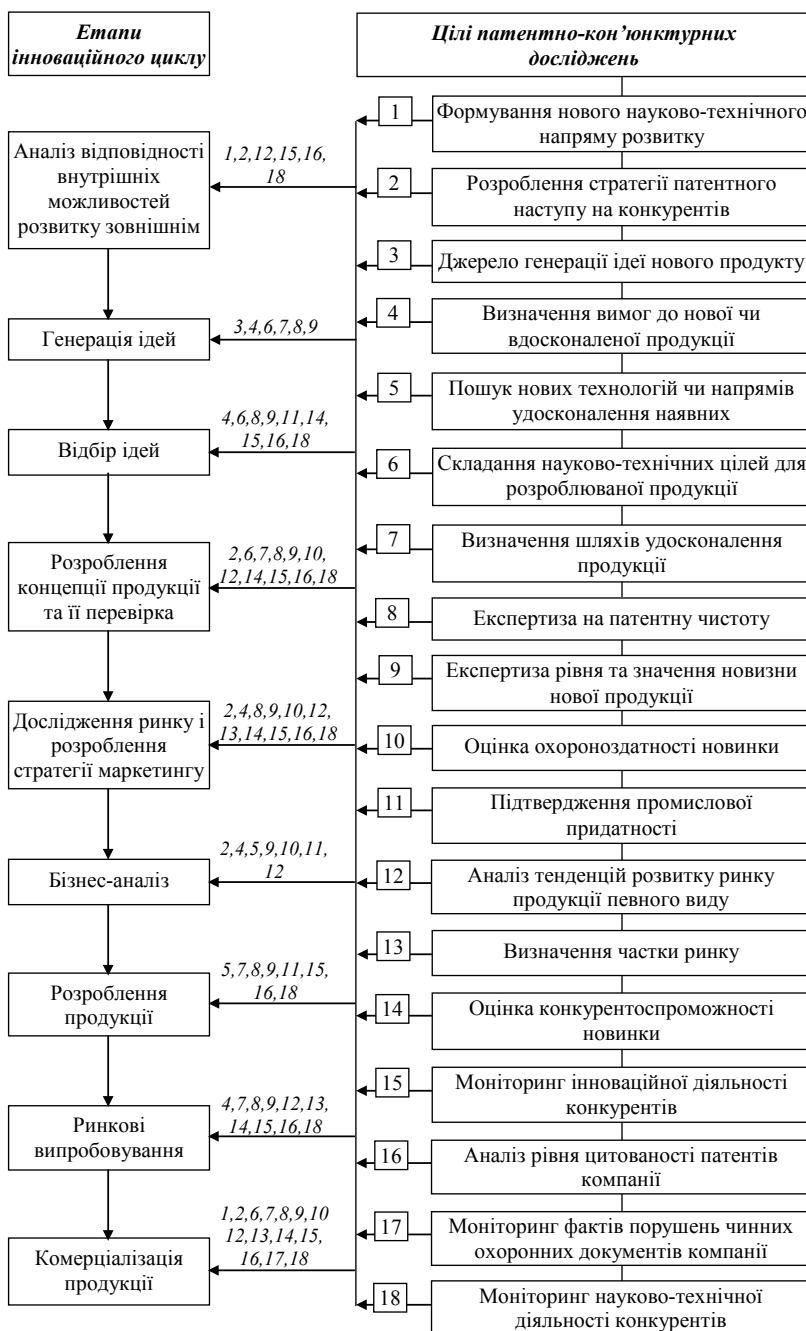 Етапи
інноваційного циклу
Цілі патентно-кон’юнктурних
досліджень
Аналіз відповідності
внутрішніх
можливостей
розвитку зовнішнім
1,2,12,15,16,
18
Генерація ідей
3,4,6,7,8,9
Відбір ідей
4,6,8,9,11,14,
15,16,18
Розроблення
концепції продукції
та її перевірка
2,6,7,8,9,10,
12,14,15,16,18
Дослідження ринку і
розроблення
стратегії маркетингу
2,4,8,9,10,12,
13,14,15,16,18
Бізнес-аналіз
2,4,5,9,10,11,
12
Розроблення
продукції
5,7,8,9,11,15,
16,18
Ринкові
випробовування
4,7,8,9,12,13,
14,15,16,18
Комерціалізація
продукції
1,2,6,7,8,9,10
12,13,14,15,
16,17,18
1
Формування нового науково-технічного
напряму розвитку
2
Розроблення стратегії патентного
наступу на конкурентів
3
Джерело генерації ідеї нового продукту
4
Визначення вимог до нової чи
вдосконаленої продукції
5
Пошук нових технологій чи напрямів
удосконалення наявних
6
Складання науково-технічних цілей для
розроблюваної продукції
7
Визначення шляхів удосконалення
продукції
8
Експертиза на патентну чистоту
9
Експертиза рівня та значення новизни
нової продукції
10
Оцінка охороноздатності новинки
11
Підтвердження промислової
придатності
12
Аналіз тенденцій розвитку ринку
продукції певного виду
13
Визначення частки ринку
14
Оцінка конкурентоспроможності
новинки
15
Моніторинг інноваційної діяльності
конкурентів
16
Аналіз рівня цитованості патентів
компанії
17
Моніторинг фактів порушень чинних
охоронних документів компанії
18
Моніторинг науково-технічної
діяльності конкурентів